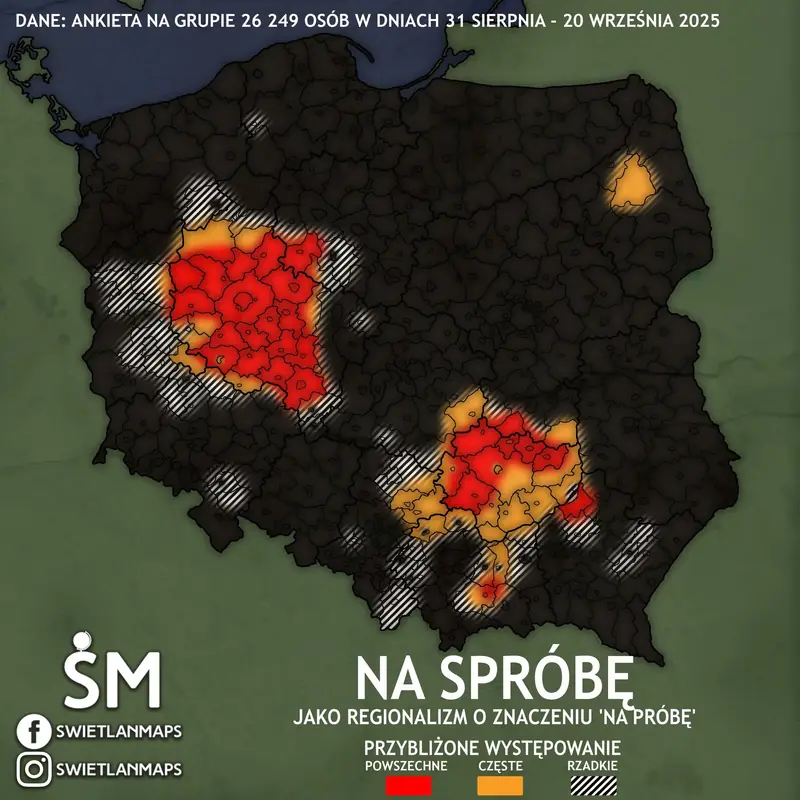 DANE: ANKIETA NA GRUPIE 26 249 OSÓB W DNIACH 31 SIERPNIA - 20 WRZEŚNIA 2025
ŚM
SWIETLANMAPS
SWIETLANMAPS
NA SPRÓBĘ
JAKO REGIONALIZM O ZNACZENIU 'NA PRÓBĘ'
PRZYBLIŻONE WYSTĘPOWANIE
POWSZECHNE CZĘSTE RZADKIE